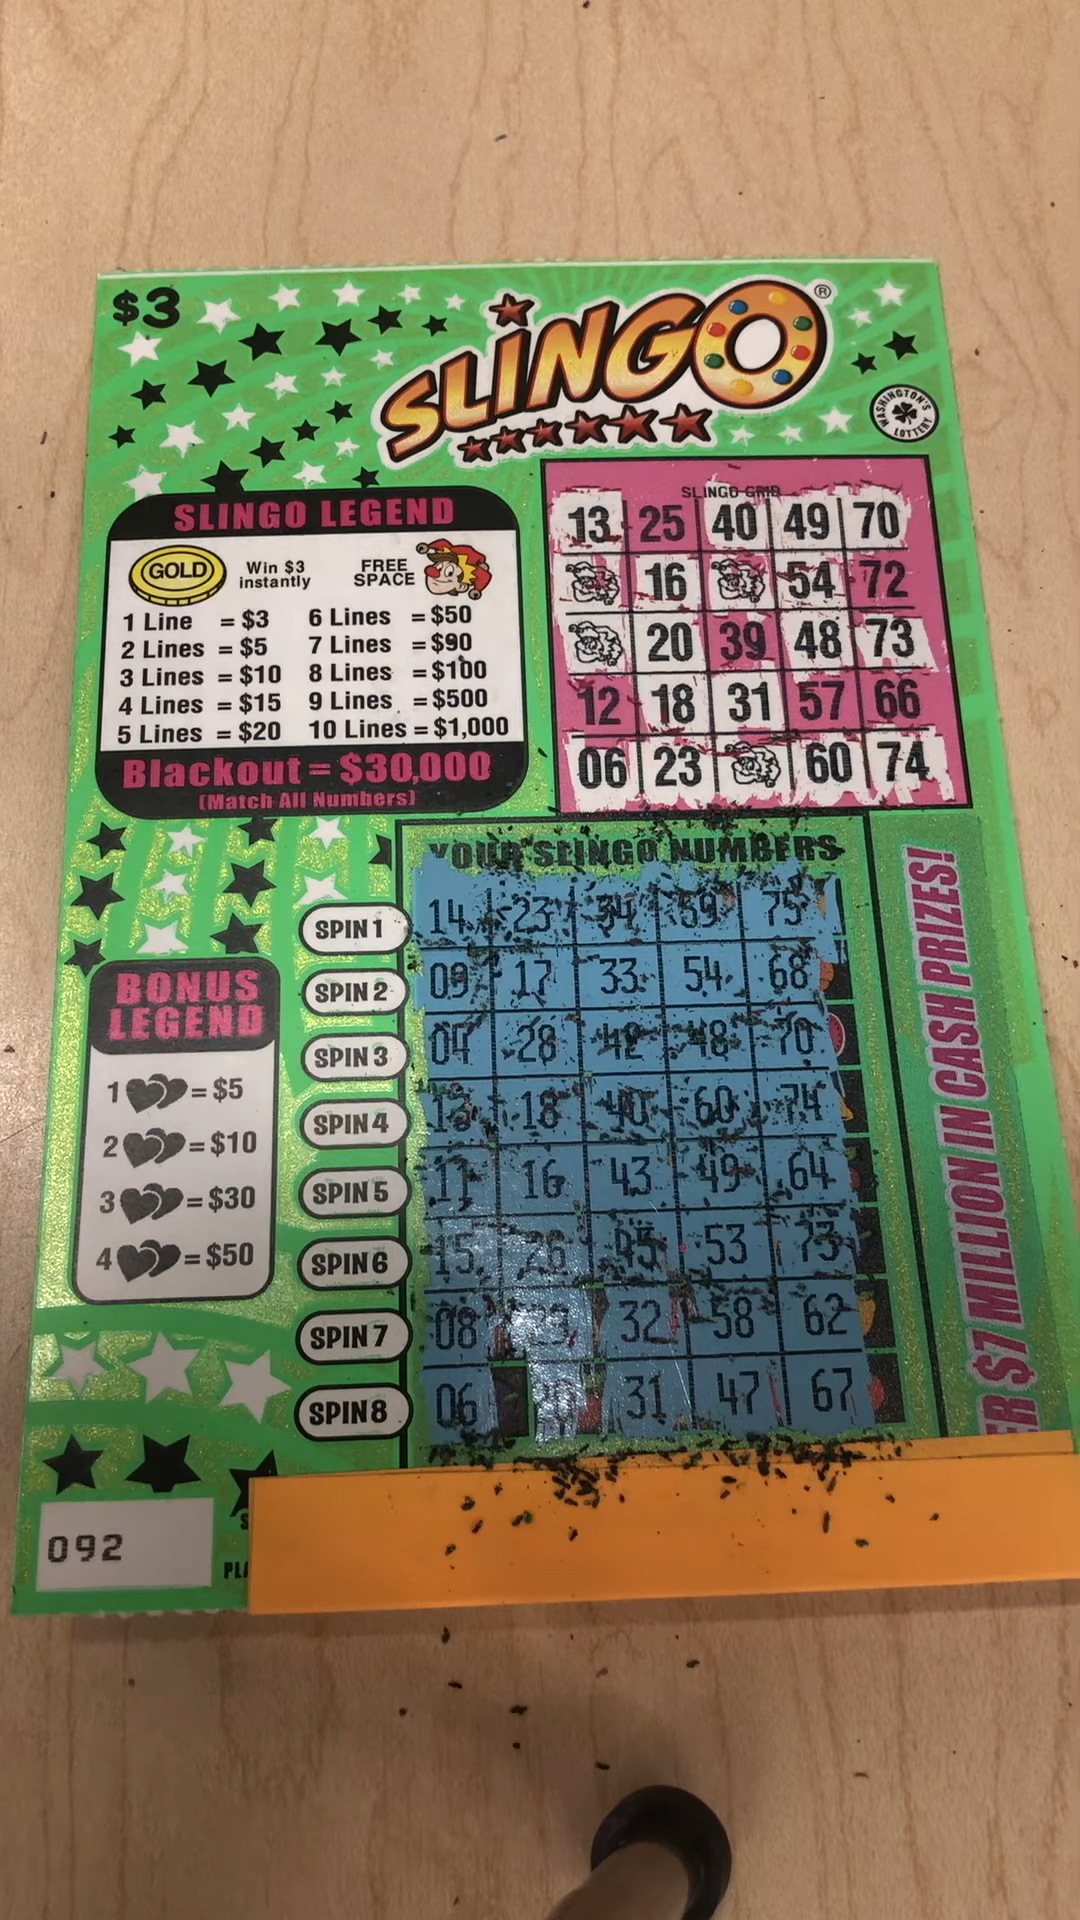 $3
SLINGO®
WASHINGTON'S
LOTTERY
SLINGO LEGEND
GOLD
Win $3
instantly
FREE
SPACE
1 Line = $3
2 Lines = $5
3 Lines = $10
4 Lines = $15
5 Lines = $20
6 Lines = $50
7 Lines = $90
8 Lines = $100
9 Lines = $500
10 Lines = $1,000
Blackout = $30,000
(Match All Numbers)
SLINGO GRID
13 25 40 49 70
16 54 72
20 39 48 73
12 18 31 57 66
06 23 60 74
YOUR SLINGO NUMBERS
SPIN 1 14 23 34 59 75
SPIN 2 09 17 33 54 68
SPIN 3 04 28 42 48 70
SPIN 4 13 18 40 60 74
SPIN 5 11 16 43 49 64
SPIN 6 15 26 45 53 73
SPIN 7 08 32 58 62
SPIN 8 06 31 47 67
BONUS
LEGEND
1 = $5
2 = $10
3 = $30
4 = $50
ER $7 MILLION IN CASH PRIZES!
092
S
PLA